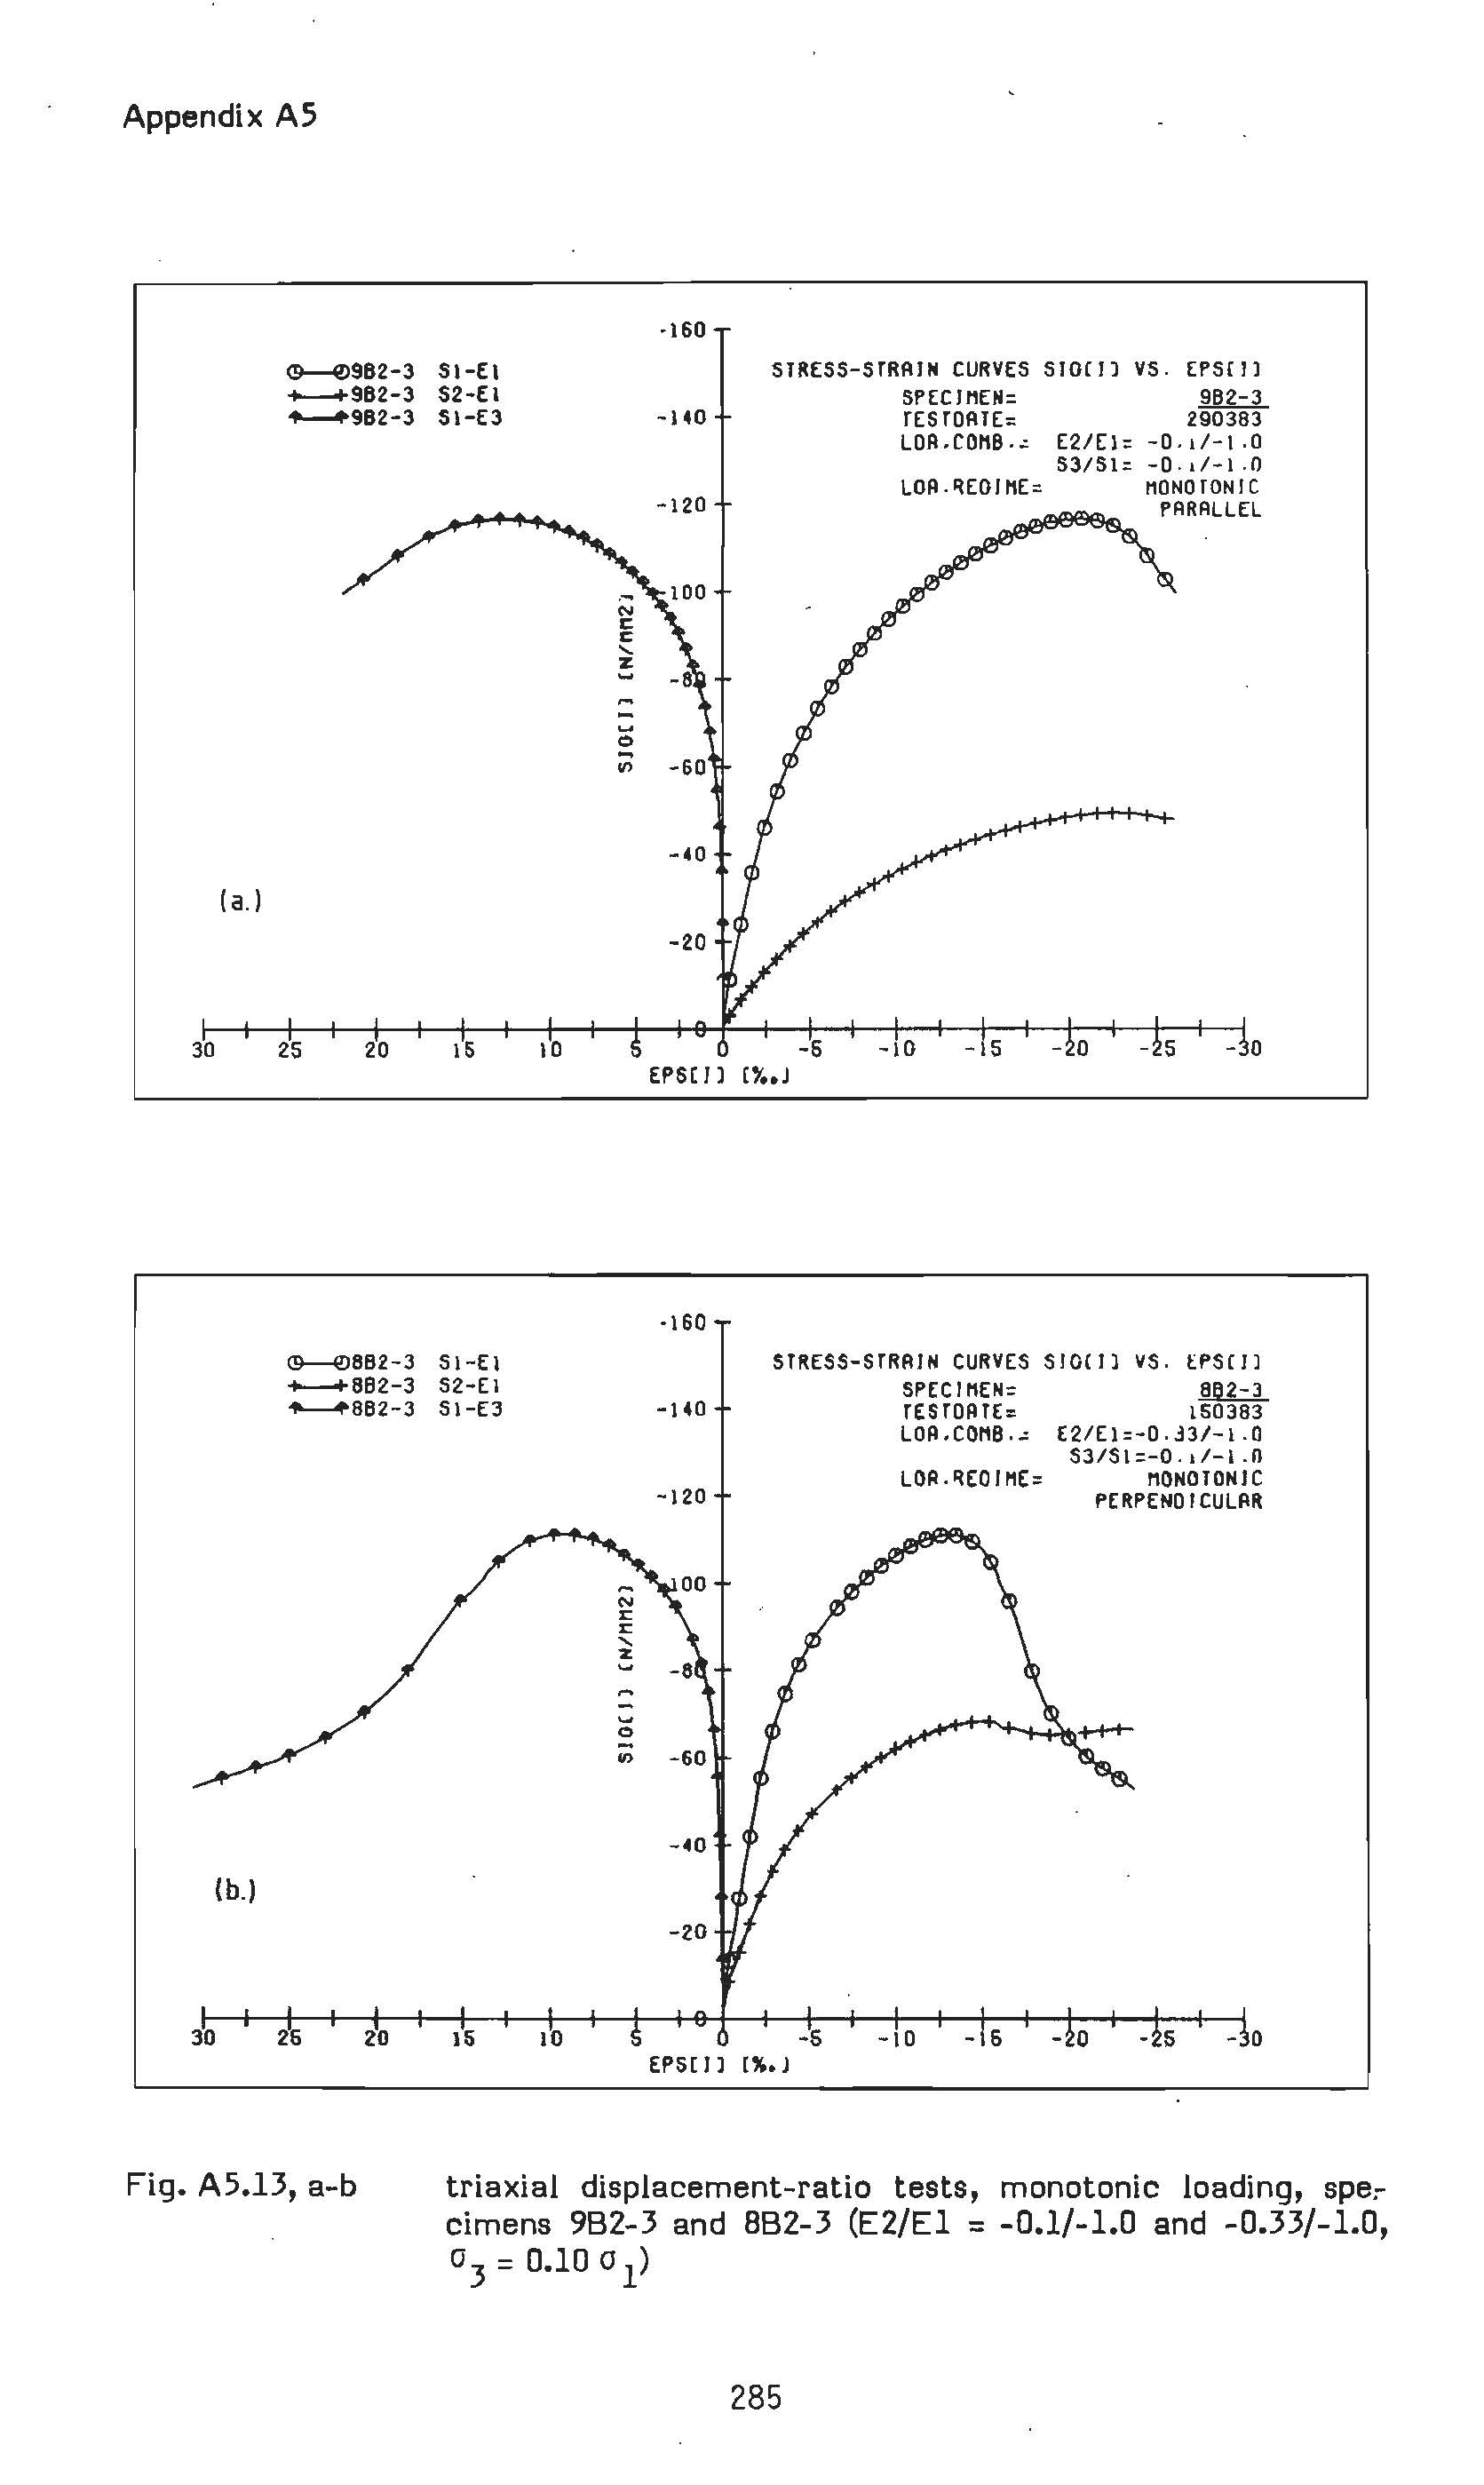 Appendix A5
-160
9B2-3 S1-E1
9B2-3 S2-E1
9B2-3 S1-E3
STRESS-STRAIN CURVES SIG[I] VS. EPS[I]
SPECIMEN= 9B2-3
TESTDATE= 290383
LOA.COMB.= E2/E1= -0.1/-1.0
S3/S1= -0.1/-1.0
LOA.REGIME= MONOTONIC
PARALLEL
-140
-120
-100
-80
-60
-40
-20
0
SIG[I] [N/MM2]
(a.)
30 25 20 15 10 5 0 -5 -10 -15 -20 -25 -30
EPS[I] [‰]
-160
8B2-3 S1-E1
8B2-3 S2-E1
8B2-3 S1-E3
STRESS-STRAIN CURVES SIG[I] VS. EPS[I]
SPECIMEN= 8B2-3
TESTDATE= 150383
LOA.COMB.= E2/E1=-0.33/-1.0
S3/S1=-0.1/-1.0
LOA.REGIME= MONOTONIC
PERPENDICULAR
-140
-120
-100
-80
-60
-40
-20
0
SIG[I] [N/MM2]
(b.)
30 25 20 15 10 5 0 -5 -10 -15 -20 -25 -30
EPS[I] [‰]
Fig. A5.13, a-b triaxial displacement-ratio tests, monotonic loading, spe-
cimens 9B2-3 and 8B2-3 (E2/E1 = -0.1/-1.0 and -0.33/-1.0,
σ3 = 0.10 σ1)
285